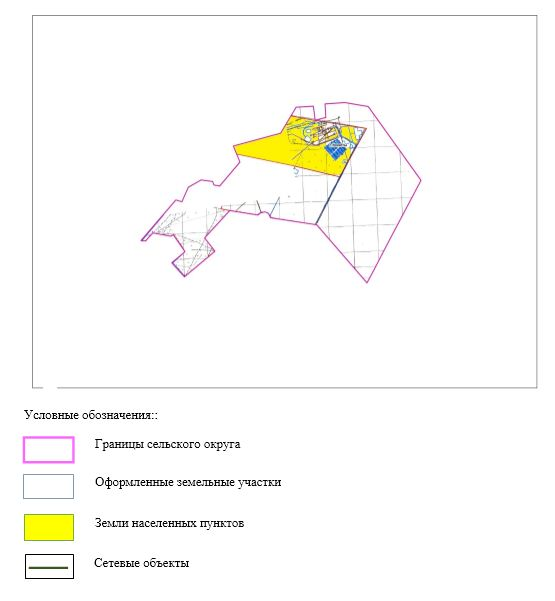 Условные обозначения::
Границы сельского округа
Оформленные земельные участки
Земли населенных пунктов
Сетевые объекты